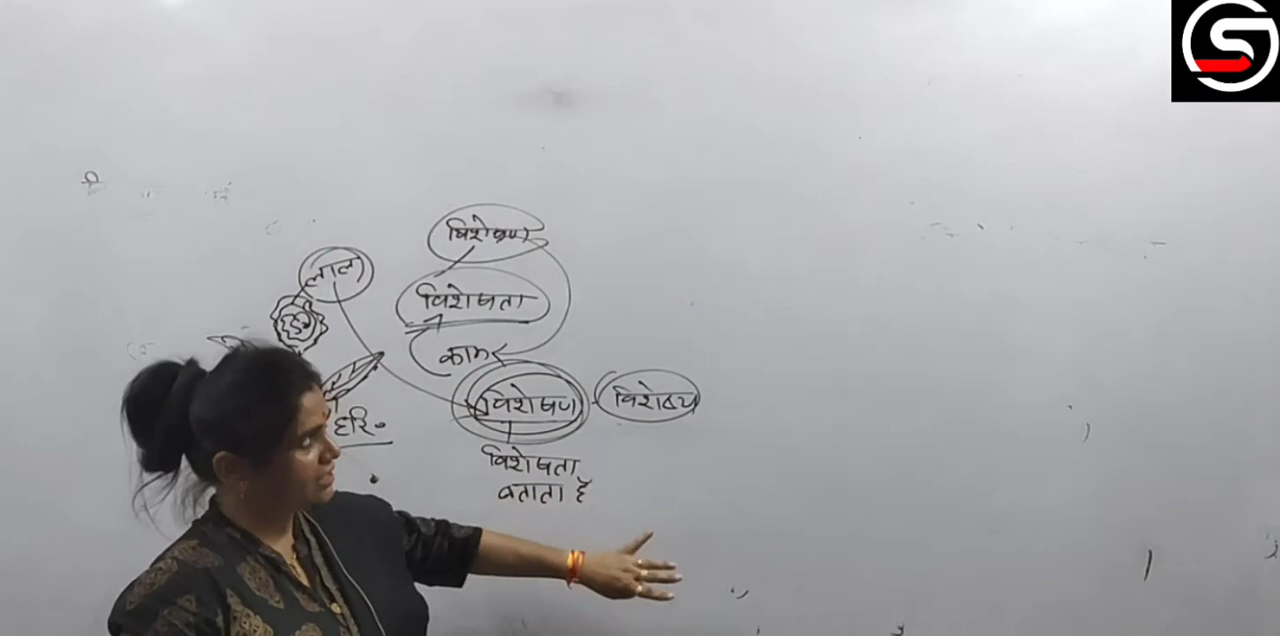 विशेषण
लाल
विशेषता
काम
विशेषण विशेष्य
हरि
विशेषता
बताता है